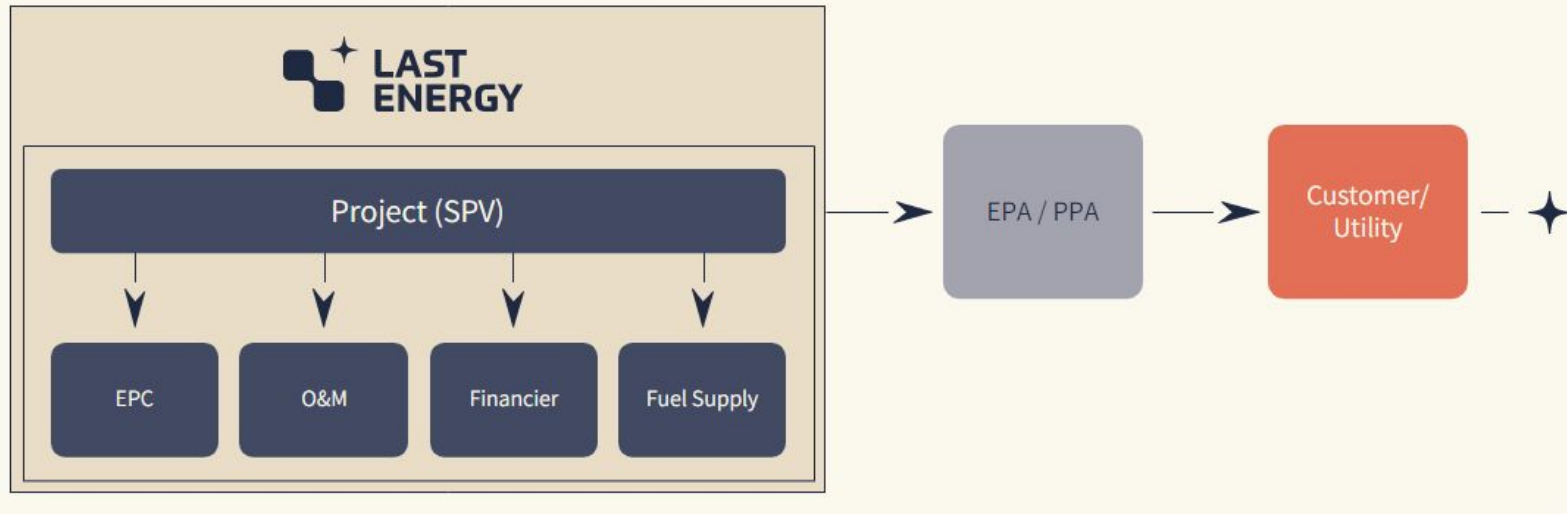 LAST
ENERGY
Project (SPV)
EPC
O&M
Financier
Fuel Supply
EPA / PPA
Customer/
Utility